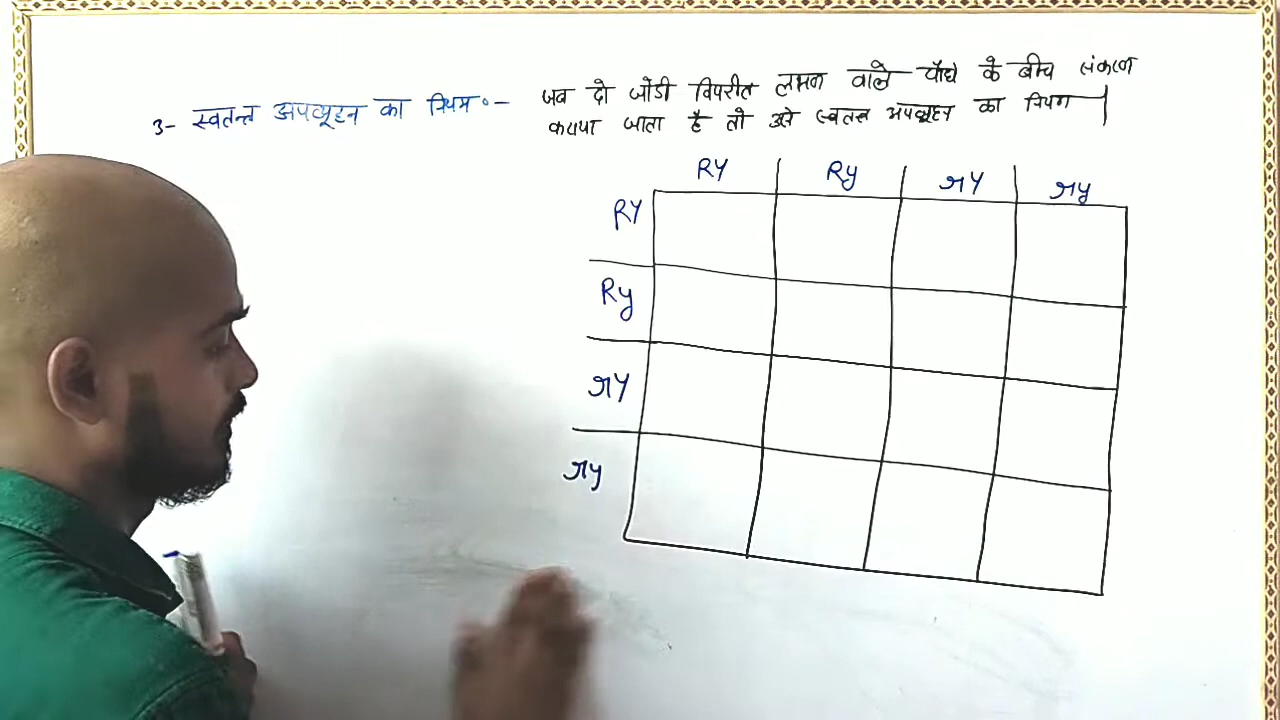 3- स्वतन्त्र अपव्यूहन का नियम :-
जब दो जोडी विपरीत लक्षण वाले पौधे के बीच संकरण
कराया जाता है तो उसे स्वतन्त्र अपव्यूहन का नियम
RY Ry rY ry
RY
Ry
rY
ry